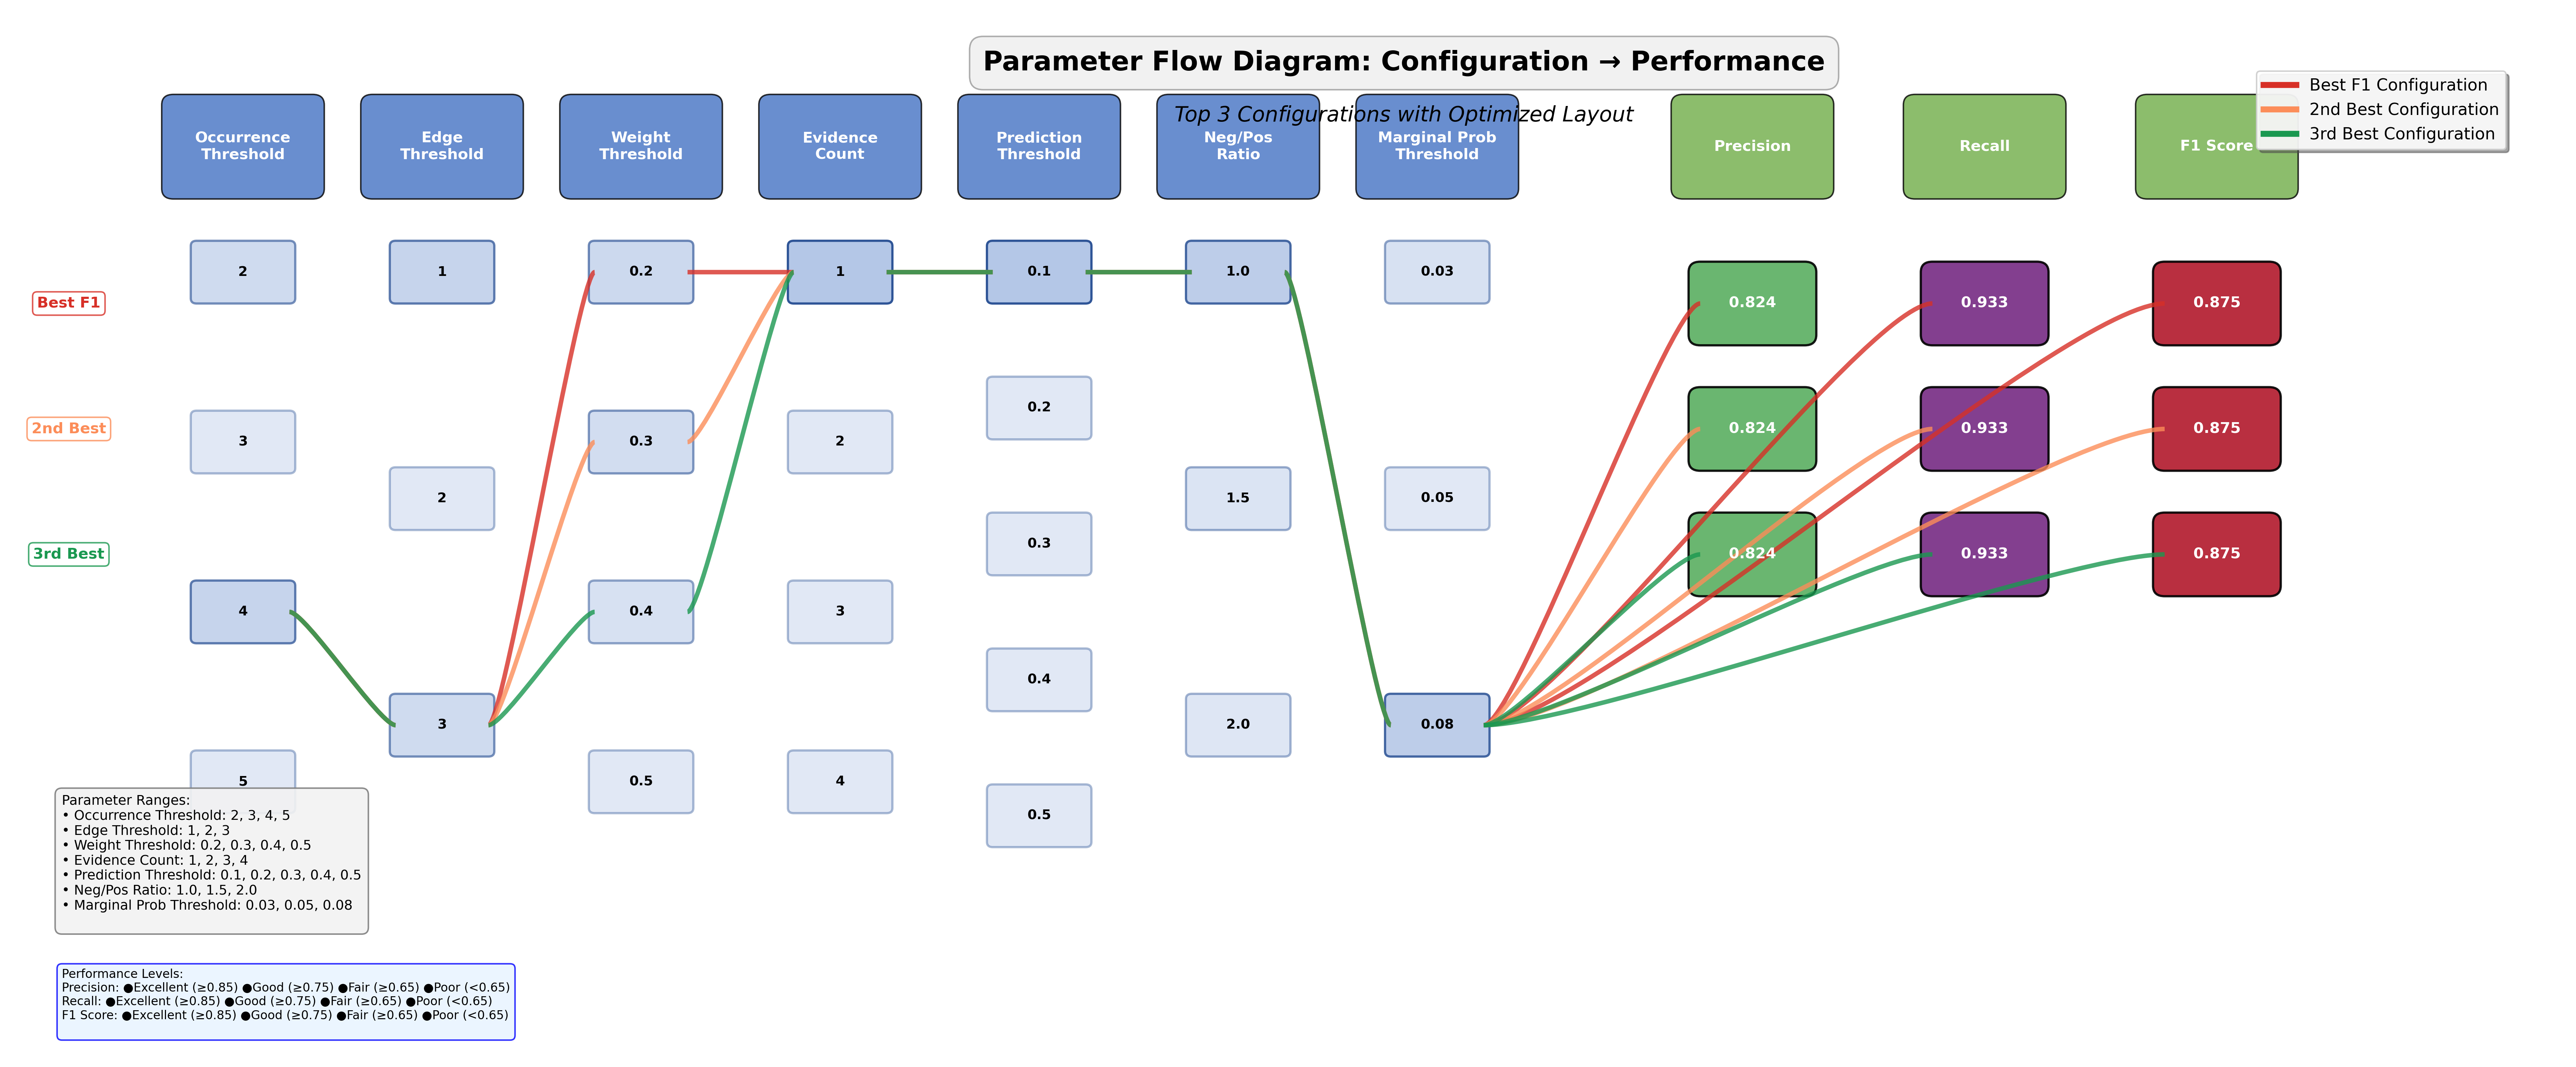 Parameter Flow Diagram: Configuration → Performance
Top 3 Configurations with Optimized Layout
Best F1 Configuration
2nd Best Configuration
3rd Best Configuration
Occurrence
Threshold
Edge
Threshold
Weight
Threshold
Evidence
Count
Prediction
Threshold
Neg/Pos
Ratio
Marginal Prob
Threshold
Precision
Recall
F1 Score
Best F1
2nd Best
3rd Best
2
3
4
5
1
2
3
0.2
0.3
0.4
0.5
1
2
3
4
0.1
0.2
0.3
0.4
0.5
1.0
1.5
2.0
0.03
0.05
0.08
0.824
0.824
0.824
0.933
0.933
0.933
0.875
0.875
0.875
Parameter Ranges:
• Occurrence Threshold: 2, 3, 4, 5
• Edge Threshold: 1, 2, 3
• Weight Threshold: 0.2, 0.3, 0.4, 0.5
• Evidence Count: 1, 2, 3, 4
• Prediction Threshold: 0.1, 0.2, 0.3, 0.4, 0.5
• Neg/Pos Ratio: 1.0, 1.5, 2.0
• Marginal Prob Threshold: 0.03, 0.05, 0.08
Performance Levels:
Precision: ●Excellent (≥0.85) ●Good (≥0.75) ●Fair (≥0.65) ●Poor (<0.65)
Recall: ●Excellent (≥0.85) ●Good (≥0.75) ●Fair (≥0.65) ●Poor (<0.65)
F1 Score: ●Excellent (≥0.85) ●Good (≥0.75) ●Fair (≥0.65) ●Poor (<0.65)